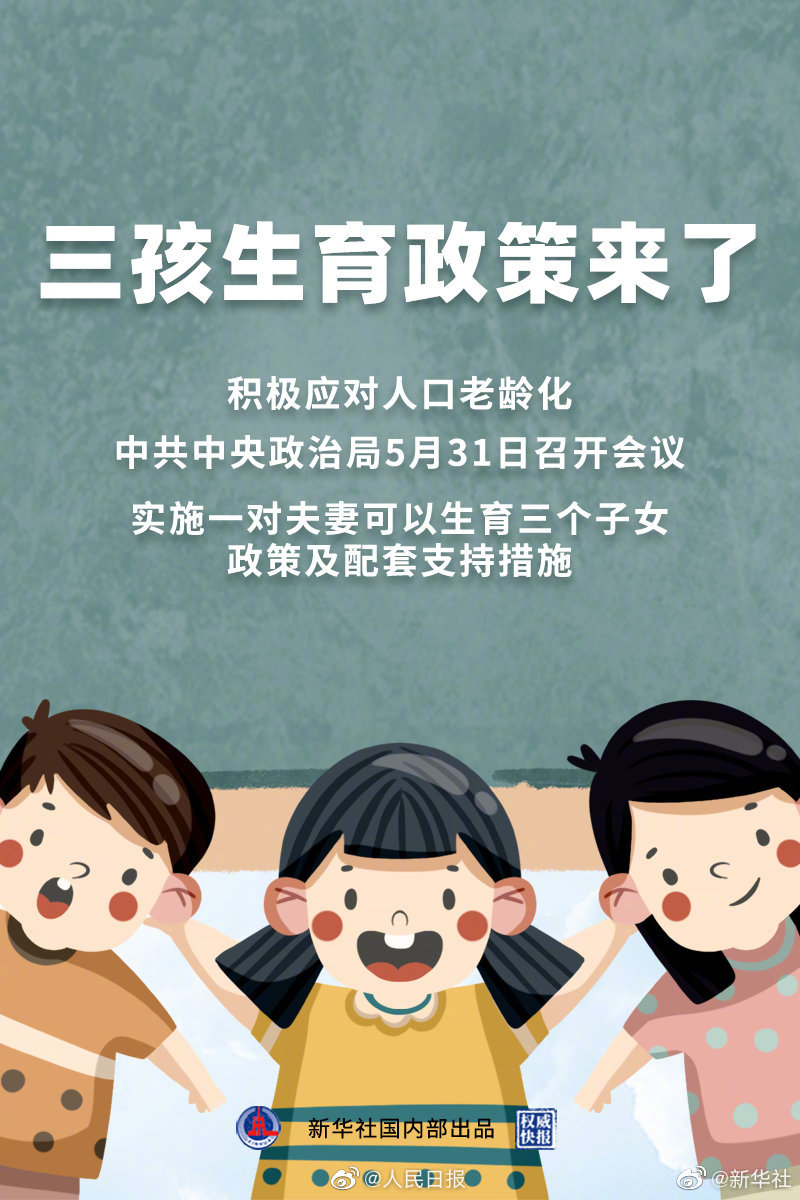 三孩生育政策来了
积极应对人口老龄化
中共中央政治局5月31日召开会议
实施一对夫妻可以生育三个子女
政策及配套支持措施
新华社国内部出品
权威
快报
@人民日报
@新华社